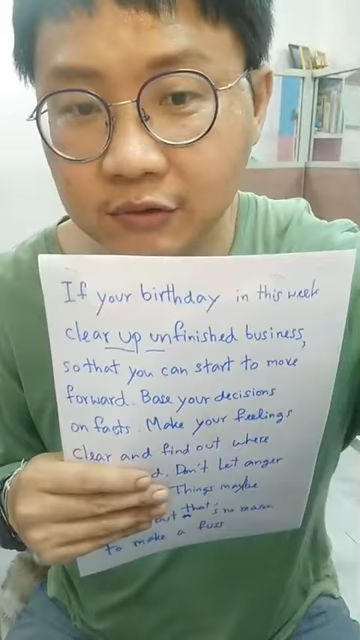 If your birthday in this week
clear up unfinished business,
so that you can start to move
forward. Base your decisions
on facts. Make your feelings
clear and find out where
d. Don't let anger
Things maybe
but that's no reason
to make a fuss